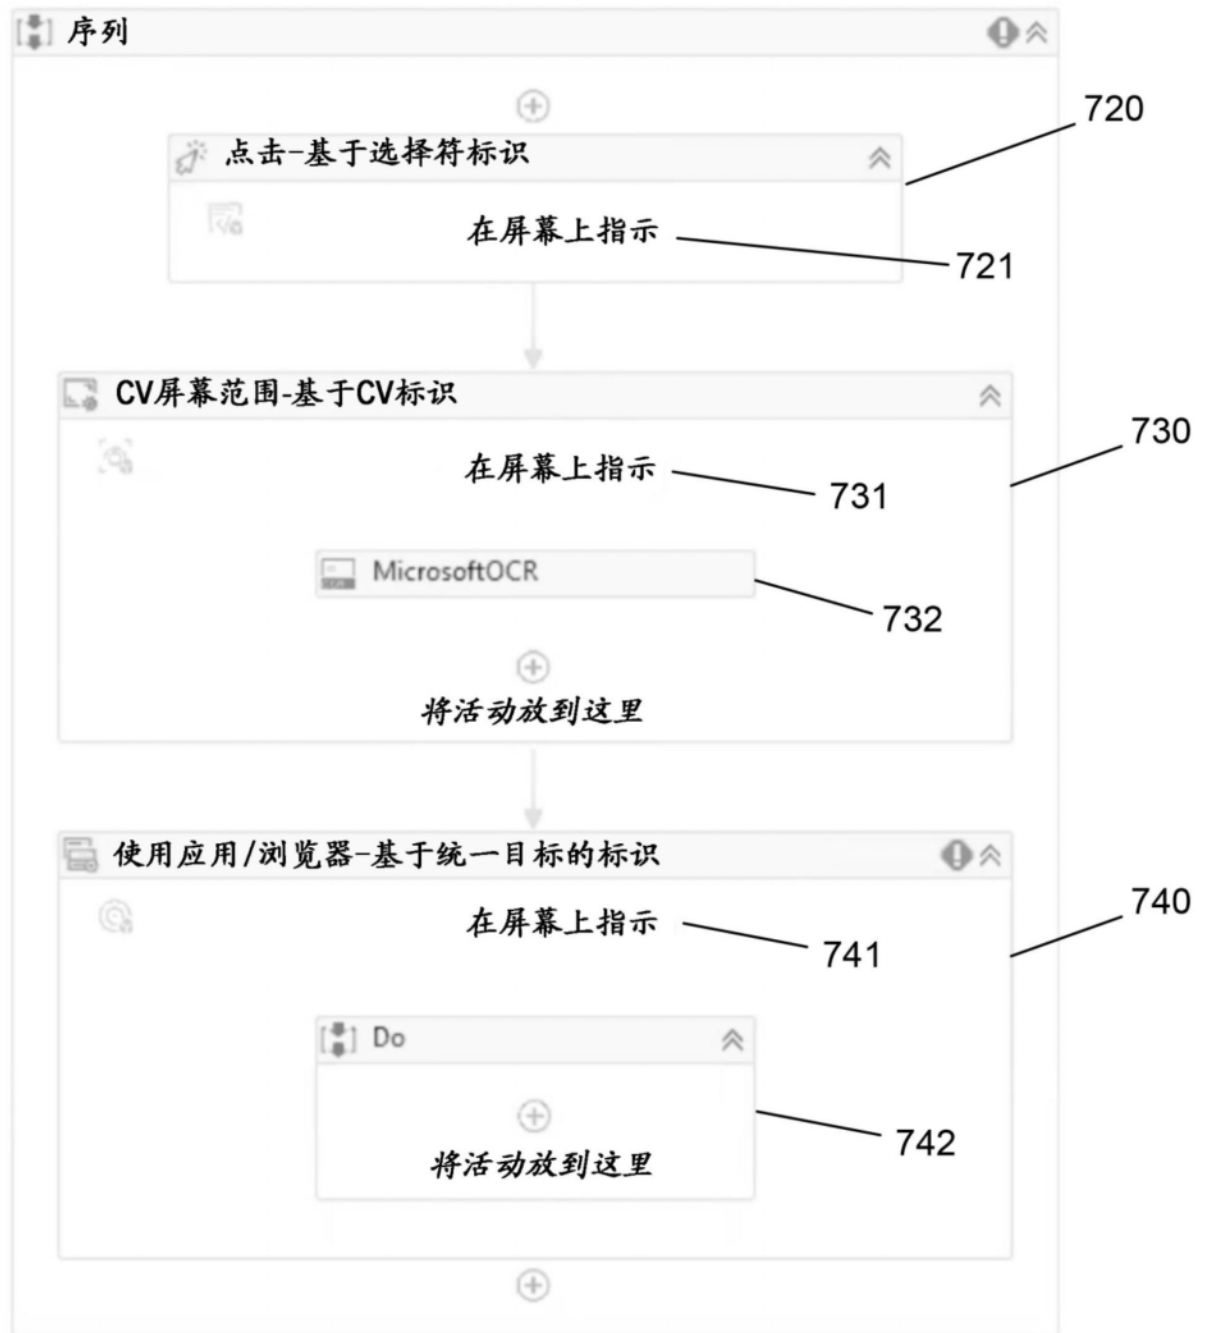 序列
720
点击-基于选择符标识
在屏幕上指示
721
CV屏幕范围-基于CV标识
730
在屏幕上指示
731
MicrosoftOCR
732
将活动放到这里
使用应用/浏览器-基于统一目标的标识
740
在屏幕上指示
741
Do
742
将活动放到这里